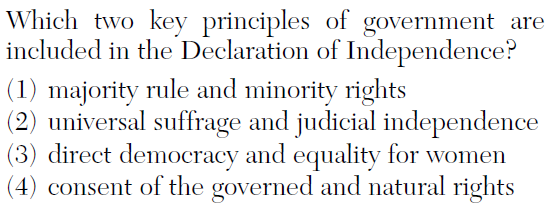 Which two key principles of government are
included in the Declaration of Independence?
(1) majority rule and minority rights
(2) universal suffrage and judicial independence
(3) direct democracy and equality for women
(4) consent of the governed and natural rights